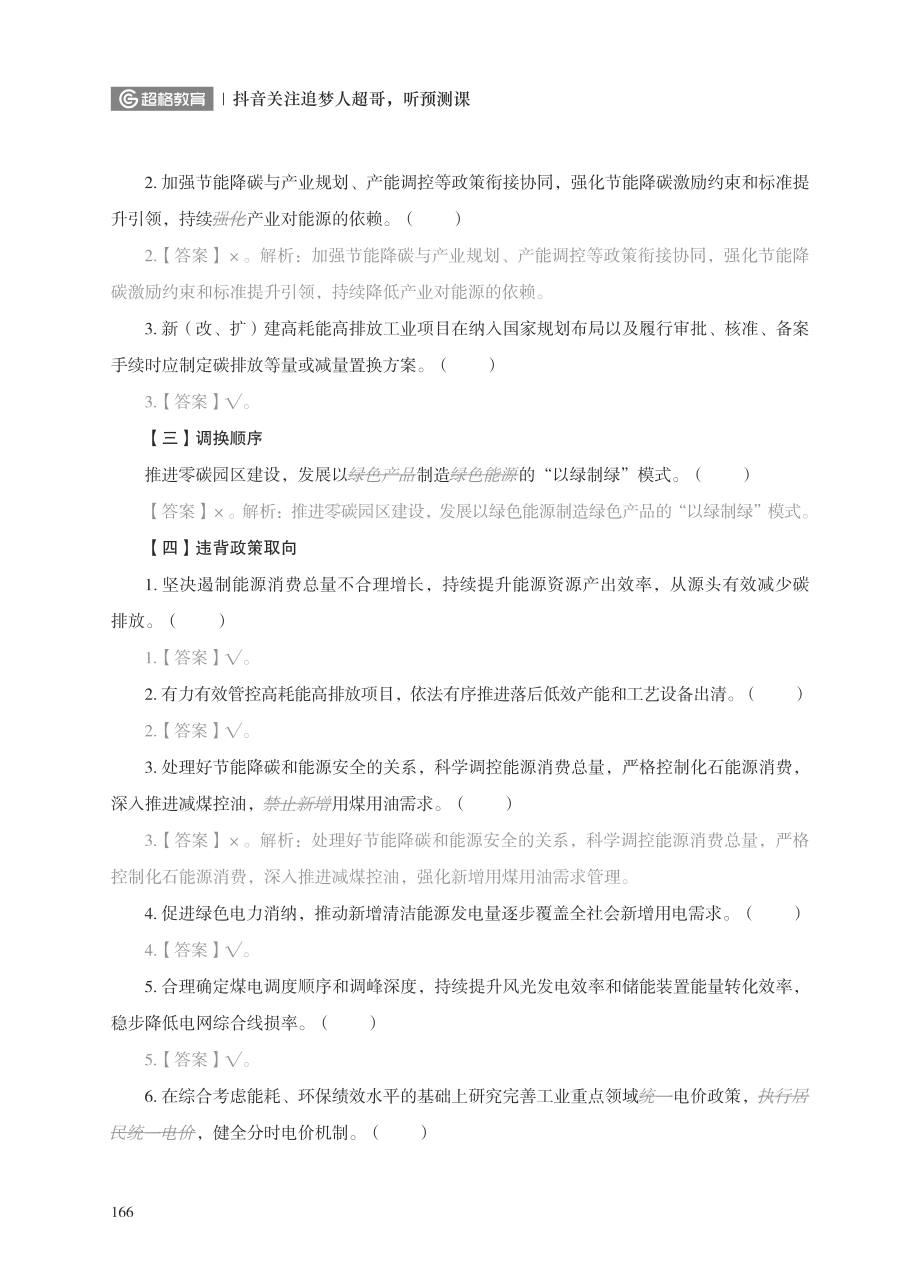 超格教育 | 抖音关注追梦人超哥，听预测课
2. 加强节能降碳与产业规划、产能调控等政策衔接协同，强化节能降碳激励约束和标准提
升引领，持续强化产业对能源的依赖。（  ）
2.【答案】×。解析：加强节能降碳与产业规划、产能调控等政策衔接协同，强化节能降
碳激励约束和标准提升引领，持续降低产业对能源的依赖。
3. 新（改、扩）建高耗能高排放工业项目在纳入国家规划布局以及履行审批、核准、备案
手续时应制定碳排放等量或减量置换方案。（  ）
3.【答案】√。
【三】调换顺序
推进零碳园区建设，发展以绿色产品制造绿色能源的“以绿制绿”模式。（  ）
【答案】×。解析：推进零碳园区建设，发展以绿色能源制造绿色产品的“以绿制绿”模式。
【四】违背政策取向
1. 坚决遏制能源消费总量不合理增长，持续提升能源资源产出效率，从源头有效减少碳
排放。（  ）
1.【答案】√。
2. 有力有效管控高耗能高排放项目，依法有序推进落后低效产能和工艺设备出清。（  ）
2.【答案】√。
3. 处理好节能降碳和能源安全的关系，科学调控能源消费总量，严格控制化石能源消费，
深入推进减煤控油，禁止新增用煤用油需求。（  ）
3.【答案】×。解析：处理好节能降碳和能源安全的关系，科学调控能源消费总量，严格
控制化石能源消费，深入推进减煤控油，强化新增用煤用油需求管理。
4. 促进绿色电力消纳，推动新增清洁能源发电量逐步覆盖全社会新增用电需求。（  ）
4.【答案】√。
5. 合理确定煤电调度顺序和调峰深度，持续提升风光发电效率和储能装置能量转化效率，
稳步降低电网综合线损率。（  ）
5.【答案】√。
6. 在综合考虑能耗、环保绩效水平的基础上研究完善工业重点领域统一电价政策，执行居
民统一电价，健全分时电价机制。（  ）
166